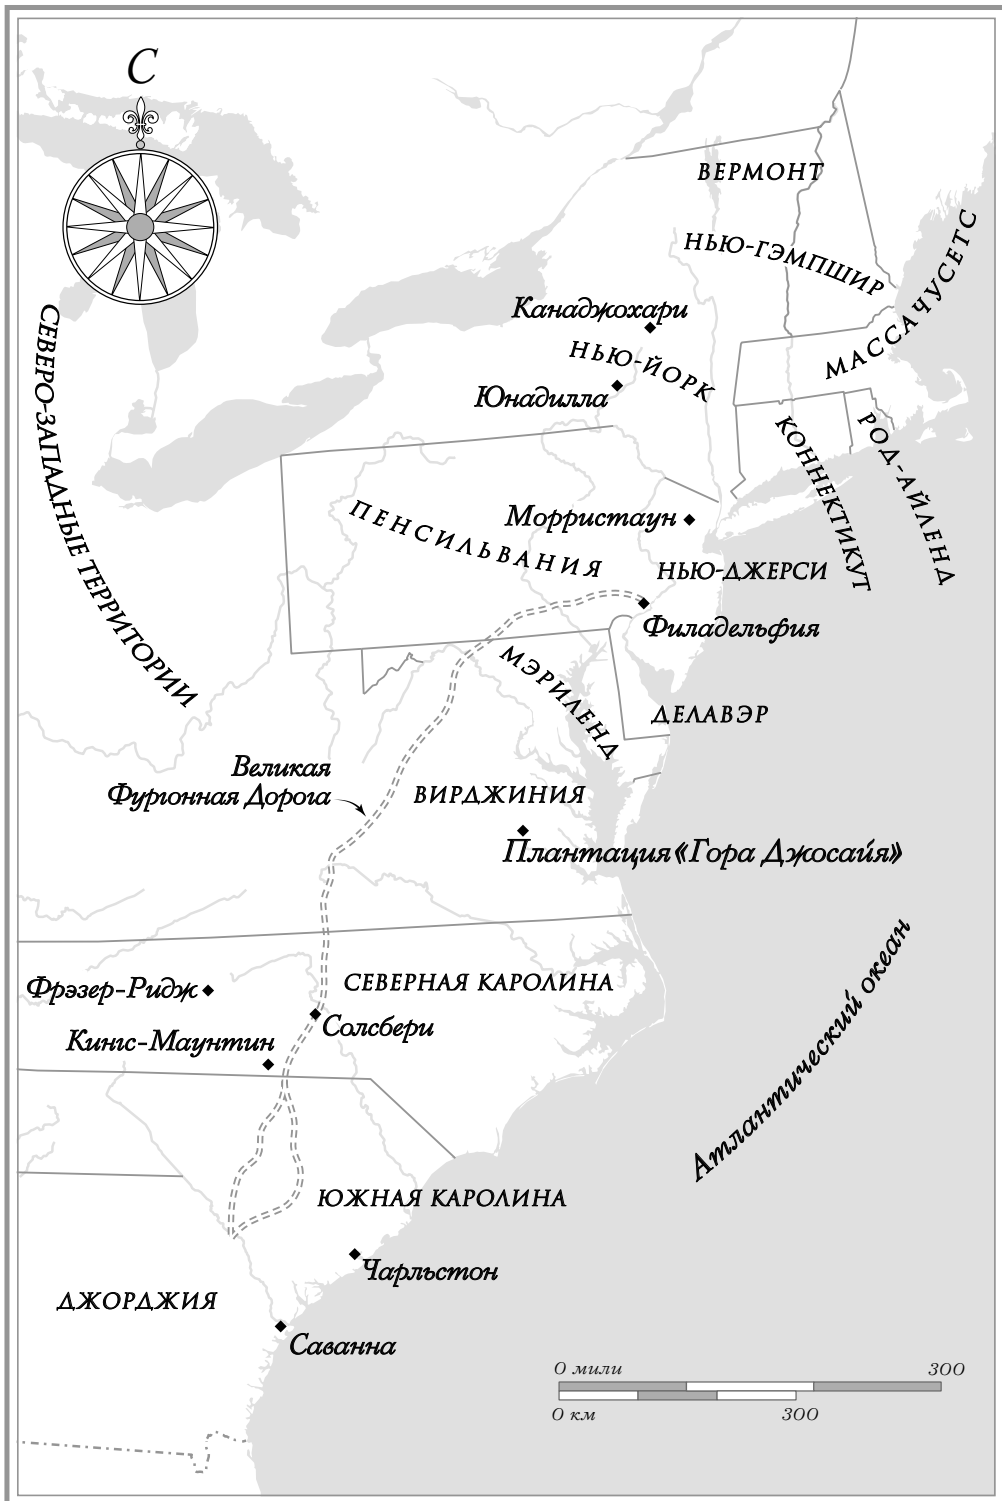 С
ВЕРМОНТ
НЬЮ-ГЭМПШИР
МАССАЧУСЕТС
Канаджохари
НЬЮ-ЙОРК
Юнадилла
СЕВЕРО-ЗАПАДНЫЕ ТЕРРИТОРИИ
КОННЕКТИКУТ
РОД-АЙЛЕНД
ПЕНСИЛЬВАНИЯ
Морристаун
НЬЮ-ДЖЕРСИ
Филадельфия
МЭРИЛЕНД
ДЕЛАВЭР
Великая
Фургонная Дорога
ВИРДЖИНИЯ
Плантация «Гора Джосайя»
Атлантический океан
Фрэзер-Ридж
СЕВЕРНАЯ КАРОЛИНА
Солсбери
Кингс-Маунтин
ЮЖНАЯ КАРОЛИНА
Чарльстон
ДЖОРДЖИЯ
Саванна
0 мили 300
0 км 300